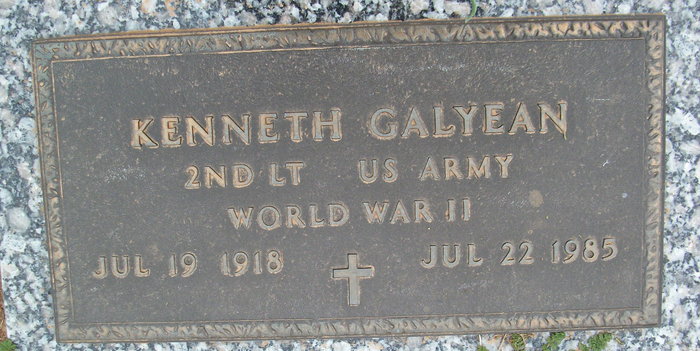 KENNETH GALYEAN
2ND LT US ARMY
WORLD WAR II
JUL 19 1918 JUL 22 1985